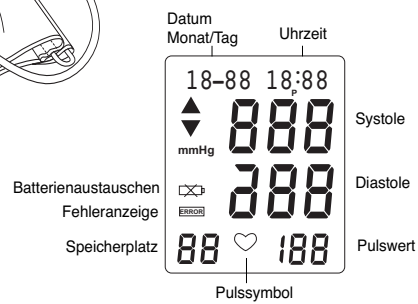 Datum
Monat/Tag
Uhrzeit
18-88 18:88
P
888
Systole
mmHg
288
Diastole
Batterienaustauschen
Fehleranzeige
ERROR
Speicherplatz
88
188
Pulswert
Pulssymbol